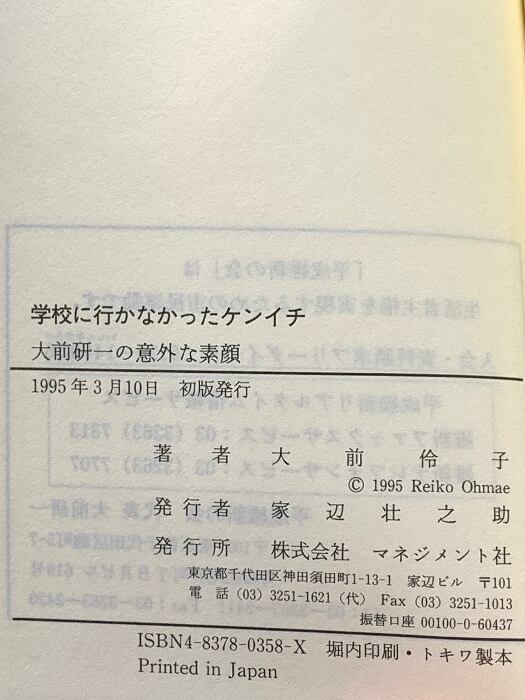 学校に行かなかったケンイチ
大前研一の意外な素顔
1995年3月10日　初版発行
著者 大前伶子
© 1995 Reiko Ohmae
発行者 家辺壮之助
発行所 株式会社 マネジメント社
東京都千代田区神田須田町1-13-1 家辺ビル 〒101
電 話 (03) 3251-1621 (代) Fax (03) 3251-1013
振替口座 00100-0-60437
ISBN4-8378-0358-X 堀内印刷・トキワ製本
Printed in Japan